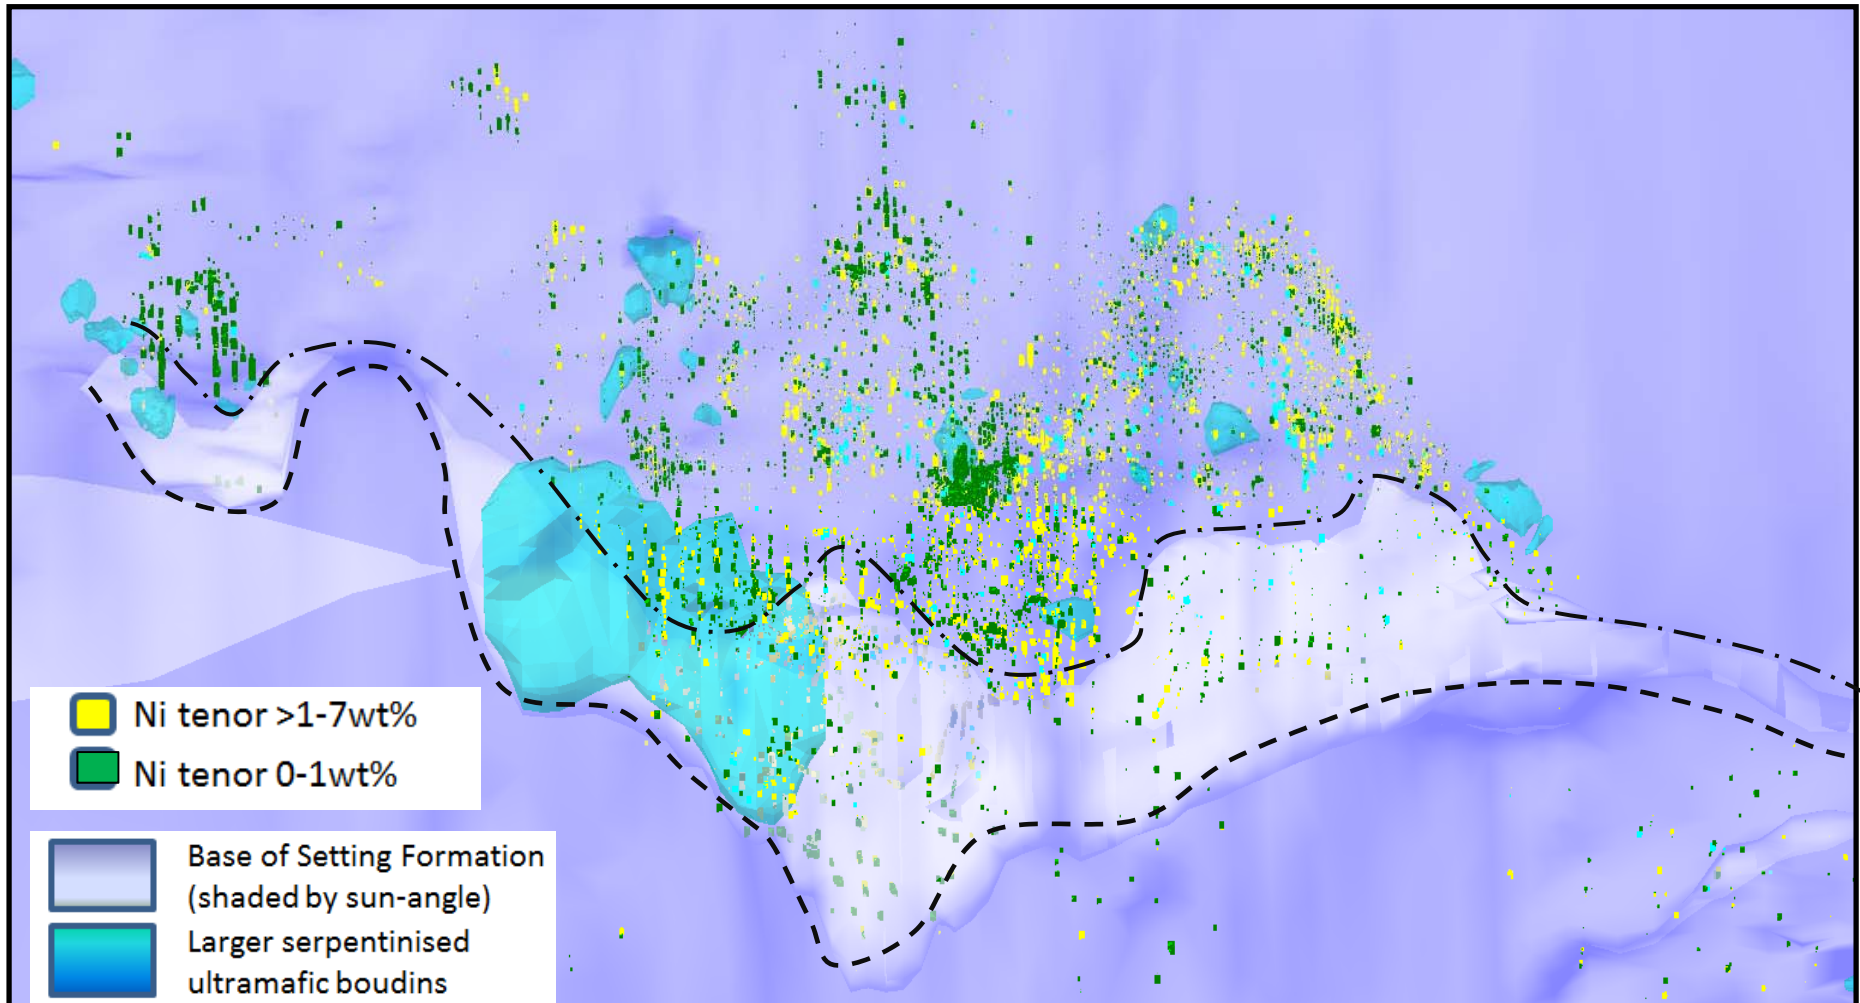 Ni tenor >1-7wt%
Ni tenor 0-1wt%
Base of Setting Formation
(shaded by sun-angle)
Larger serpentinised
ultramafic boudins